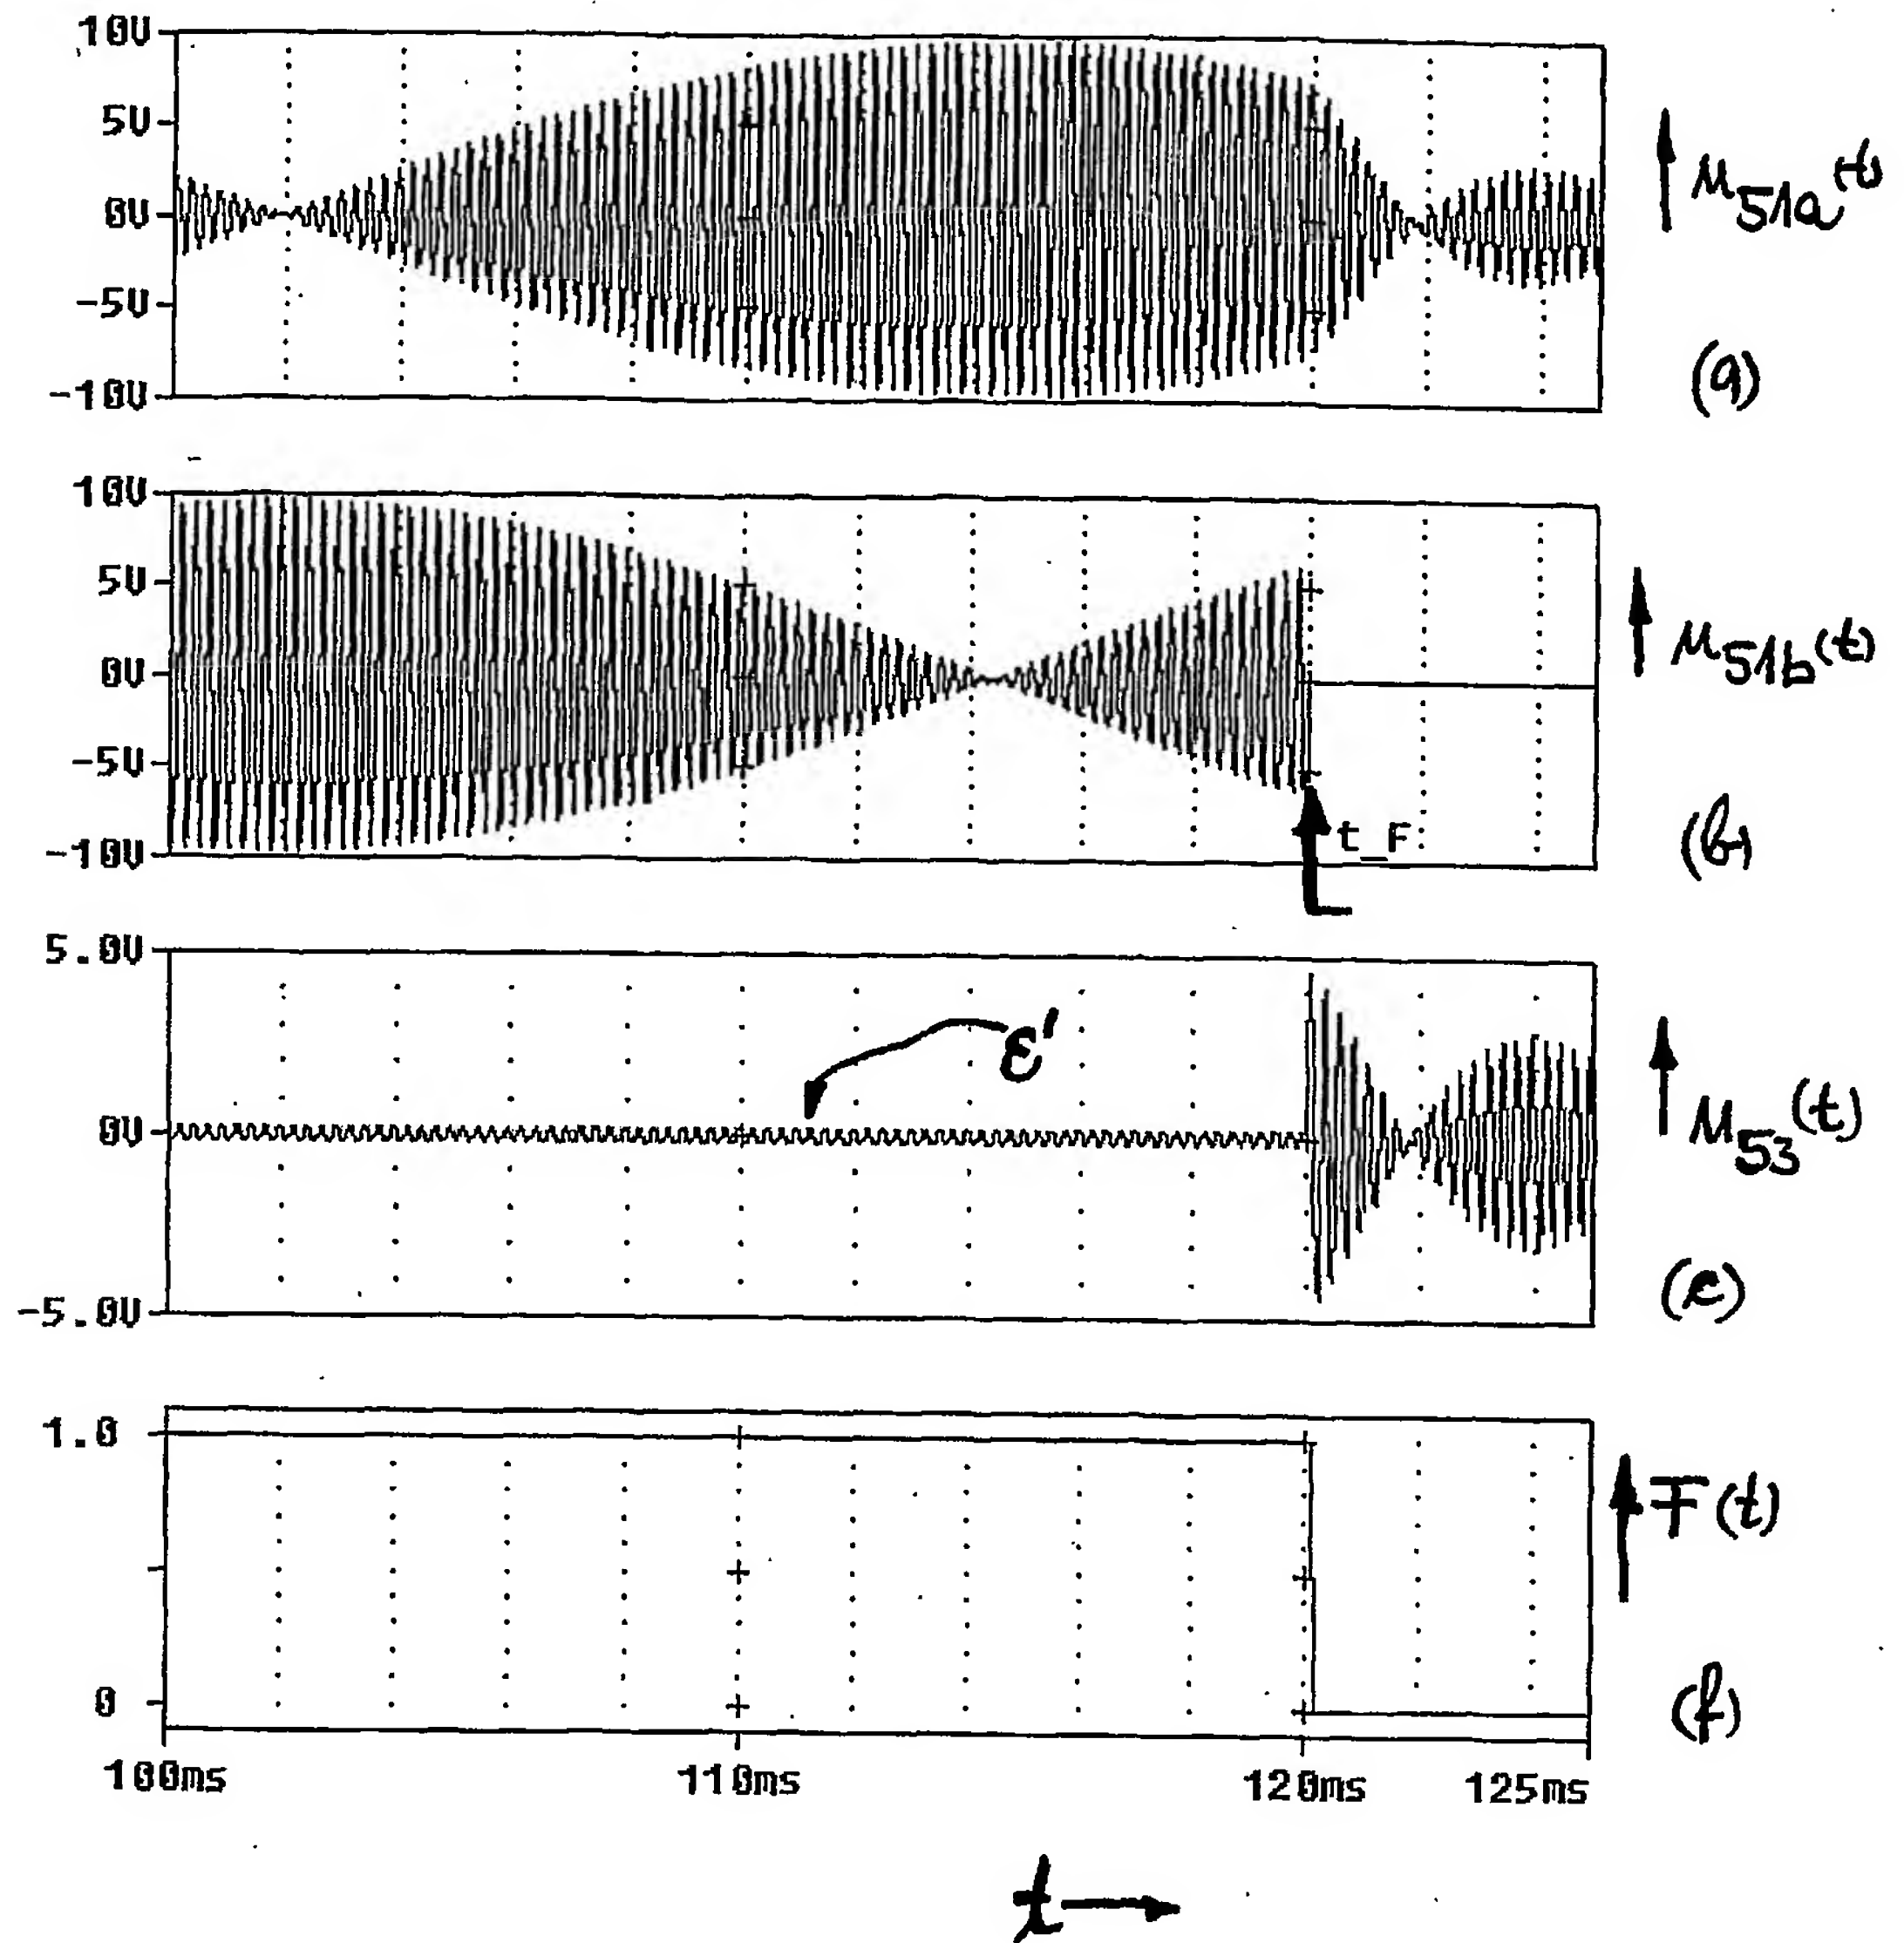 10V
5V
0V
-5V
-10V
u51a(t)
(a)
10V
5V
0V
-5V
-10V
u51b(t)
t_F
(b)
5.0V
0V
-5.0V
ε'
u53(t)
(e)
1.0
0
F(t)
(f)
100ms
110ms
120ms
125ms
t